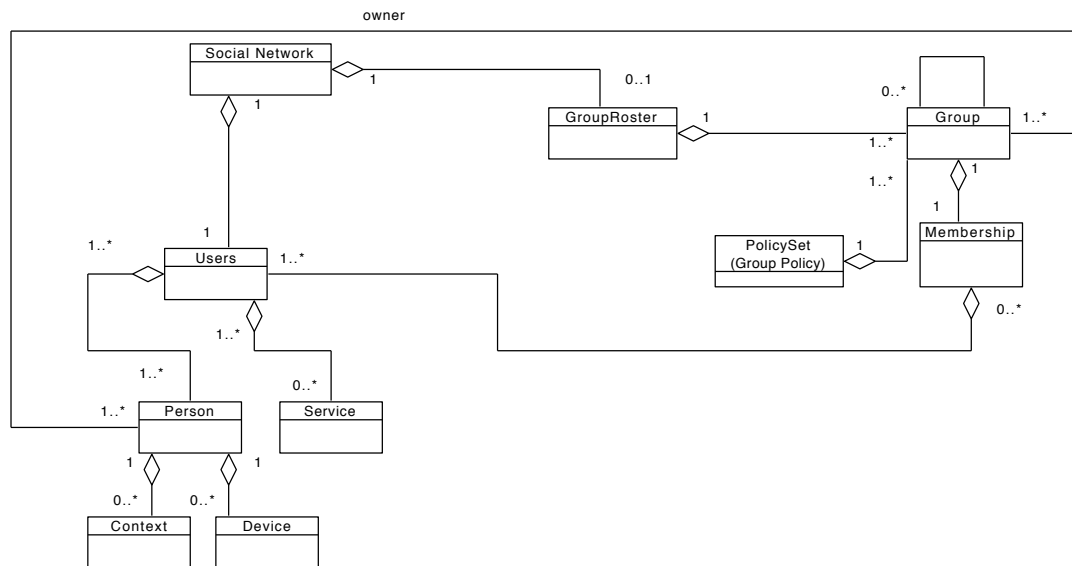 owner
Social Network
1
0..1
1
GroupRoster
1
1..*
0..*
Group
1..*
1..*
1
1
Membership
PolicySet
(Group Policy)
1
0..*
1
1..*
Users
1..*
1..*
1..*
0..*
1..*
Person
Service
1
1
0..*
0..*
Context
Device